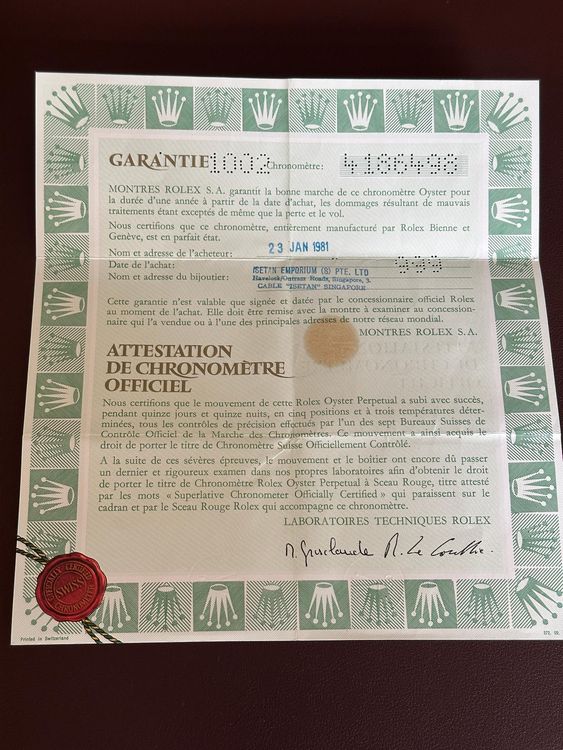 GARANTIE 1002 Chronomètre: 4186498
MONTRES ROLEX S.A. garantit la bonne marche de ce chronomètre Oyster pour
la durée d'une année à partir de la date d'achat, les dommages résultant de mauvais
traitements étant exceptés de même que la perte et le vol.
Nous certifions que ce chronomètre, entièrement manufacturé par Rolex Bienne et
Genève, est en parfait état.
23 JAN 1981
Nom et adresse de l'acheteur:
Date de l'achat:
Nom et adresse du bijoutier:
ISETAN EMPORIUM (S) PTE. LTD
Havelock/Outram Roads, Singapore, 3.
CABLE "ISETAN" SINGAPORE
Cette garantie n'est valable que signée et datée par le concessionnaire officiel Rolex
au moment de l'achat. Elle doit être remise avec la montre à examiner au concession-
naire qui l'a vendue ou à l'une des principales adresses de notre réseau mondial.
MONTRES ROLEX S.A.
ATTESTATION
DE CHRONOMÈTRE
OFFICIEL
Nous certifions que le mouvement de cette Rolex Oyster Perpetual a subi avec succès,
pendant quinze jours et quinze nuits, en cinq positions et à trois températures déter-
minées, tous les contrôles de précision effectués par l'un des sept Bureaux Suisses de
Contrôle Officiel de la Marche des Chronomètres. Ce mouvement a ainsi acquis le
droit de porter le titre de Chronomètre Suisse Officiellement Contrôlé.
A la suite de ces sévères épreuves, le mouvement et le boîtier ont encore dû passer
un dernier et rigoureux examen dans nos propres laboratoires afin d'obtenir le droit
de porter le titre de Chronomètre Rolex Oyster Perpetual à Sceau Rouge, titre attesté
par les mots « Superlative Chronometer Officially Certified » qui paraissent sur le
cadran et par le Sceau Rouge Rolex qui accompagne ce chronomètre.
LABORATOIRES TECHNIQUES ROLEX
OFFICIALLY CERTIFIED
SWISS
CHRONOMETER
Printed in Switzerland